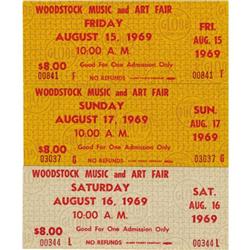 WOODSTOCK MUSIC and ART FAIR
FRIDAY
AUGUST 15, 1969
10:00 A. M.
$8.00 Good For One Admission Only
00841 F NO REFUNDS
FRI.
AUG. 15
1969
00841 F
WOODSTOCK MUSIC and ART FAIR
SUNDAY
AUGUST 17, 1969
10:00 A. M.
$8.00 Good For One Admission Only
03037 G NO REFUNDS
SUN.
AUG. 17
1969
03037 G
WOODSTOCK MUSIC and ART FAIR
SATURDAY
AUGUST 16, 1969
10:00 A. M.
$8.00 Good For One Admission Only
00344 L NO REFUNDS
SAT.
AUG. 16
1969
00344 L